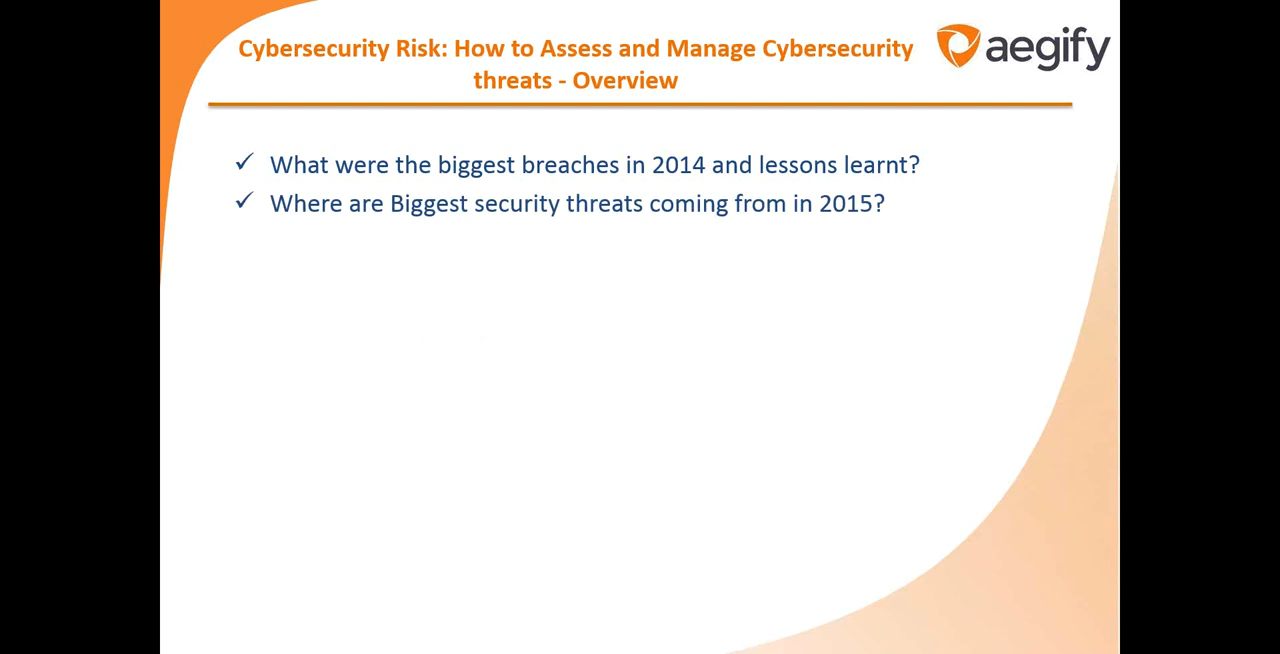 Cybersecurity Risk: How to Assess and Manage Cybersecurity
threats - Overview
aegify
What were the biggest breaches in 2014 and lessons learnt?
Where are Biggest security threats coming from in 2015?